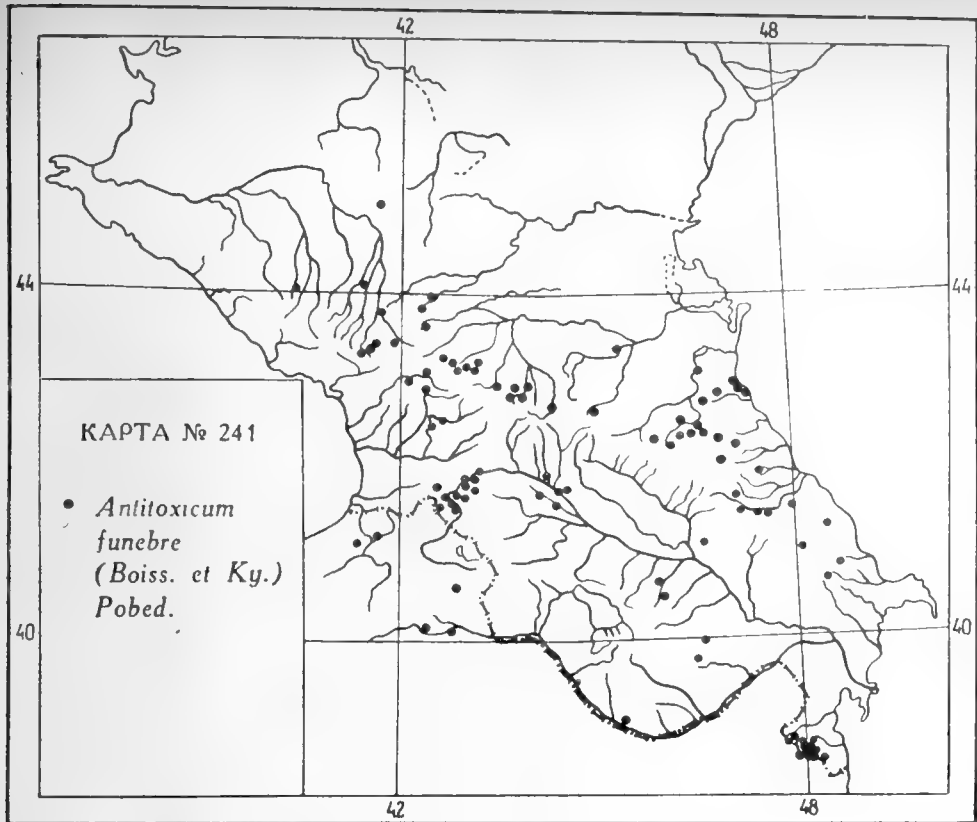 42 48
44 44
КАРТА № 241
Antitoxicum
funebre
(Boiss. et Ky.)
Pobed.
40 40
42 48